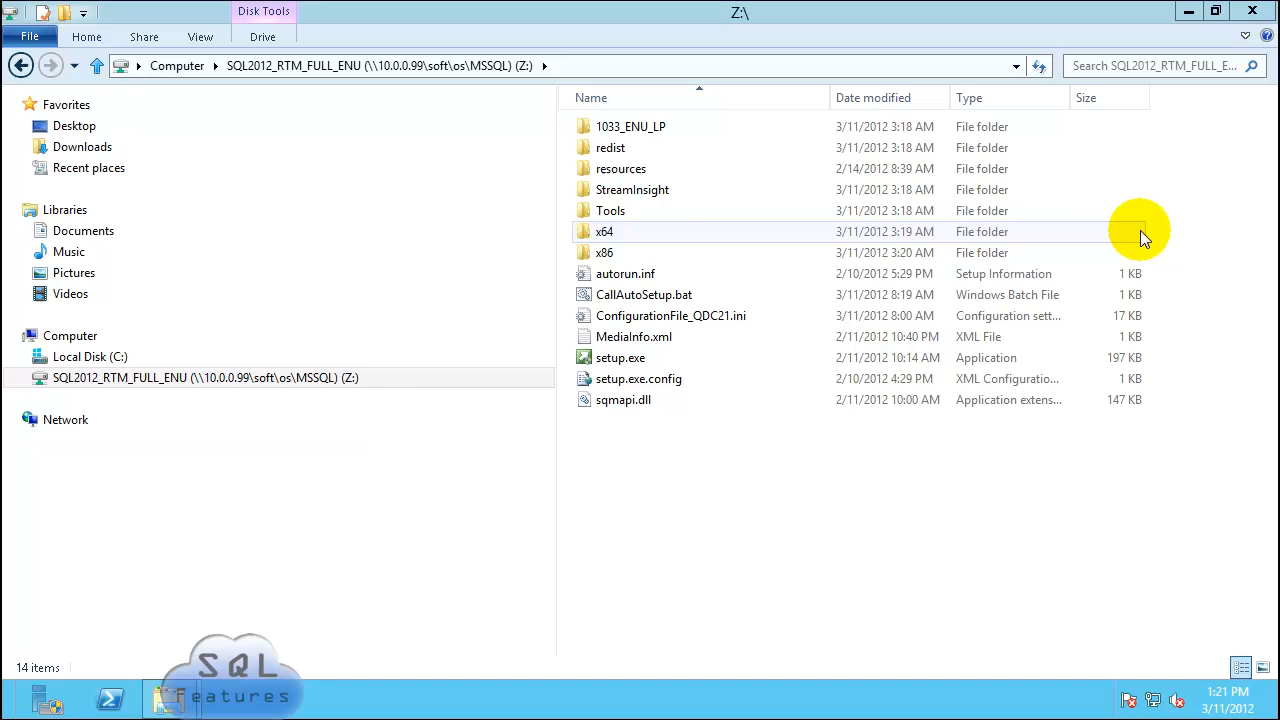 Disk Tools
Z:\
File Home Share View Drive
Computer SQL2012_RTM_FULL_ENU (\\10.0.0.99\soft\os\MSSQL) (Z:)
Search SQL2012_RTM_FULL_E...
Favorites
Desktop
Downloads
Recent places
Libraries
Documents
Music
Pictures
Videos
Computer
Local Disk (C:)
SQL2012_RTM_FULL_ENU (\\10.0.0.99\soft\os\MSSQL) (Z:)
Network
Name Date modified Type Size
1033_ENU_LP 3/11/2012 3:18 AM File folder
redist 3/11/2012 3:18 AM File folder
resources 2/14/2012 8:39 AM File folder
StreamInsight 3/11/2012 3:18 AM File folder
Tools 3/11/2012 3:18 AM File folder
x64 3/11/2012 3:19 AM File folder
x86 3/11/2012 3:20 AM File folder
autorun.inf 2/10/2012 5:29 PM Setup Information 1 KB
CallAutoSetup.bat 3/11/2012 8:19 AM Windows Batch File 1 KB
ConfigurationFile_QDC21.ini 3/11/2012 8:00 AM Configuration sett... 17 KB
MediaInfo.xml 2/11/2012 10:40 PM XML File 1 KB
setup.exe 2/11/2012 10:14 AM Application 197 KB
setup.exe.config 2/10/2012 4:29 PM XML Configuratio... 1 KB
sqmapi.dll 2/11/2012 10:00 AM Application extens... 147 KB
14 items
SQL
features
1:21 PM
3/11/2012